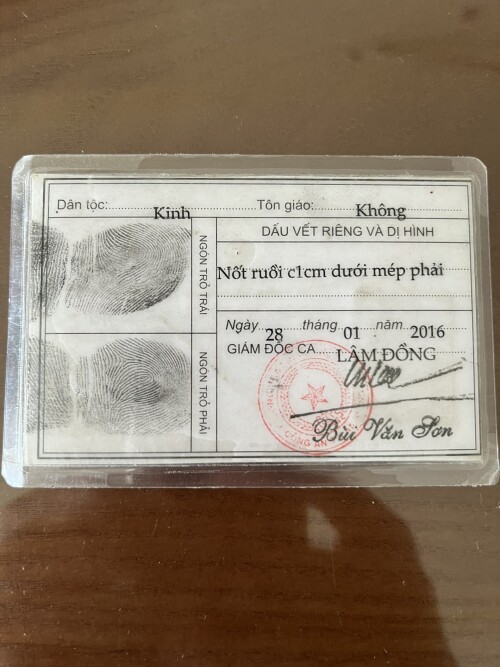 Dân tộc: Kinh Tôn giáo: Không
DẤU VẾT RIÊNG VÀ DỊ HÌNH
NGÓN TRỎ TRÁI
Nốt ruồi c1cm dưới mép phải
Ngày 28 tháng 01 năm 2016
GIÁM ĐỐC CA LÂM ĐỒNG
NGÓN TRỎ PHẢI
CÔNG AN
Bùi Văn Sơn